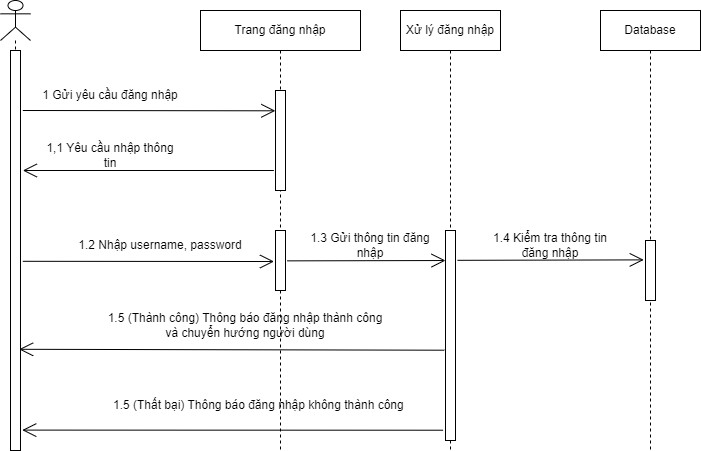 Trang đăng nhập
Xử lý đăng nhập
Database
1 Gửi yêu cầu đăng nhập
1,1 Yêu cầu nhập thông
tin
1.2 Nhập username, password
1.3 Gửi thông tin đăng
nhập
1.4 Kiểm tra thông tin
đăng nhập
1.5 (Thành công) Thông báo đăng nhập thành công
và chuyển hướng người dùng
1.5 (Thất bại) Thông báo đăng nhập không thành công